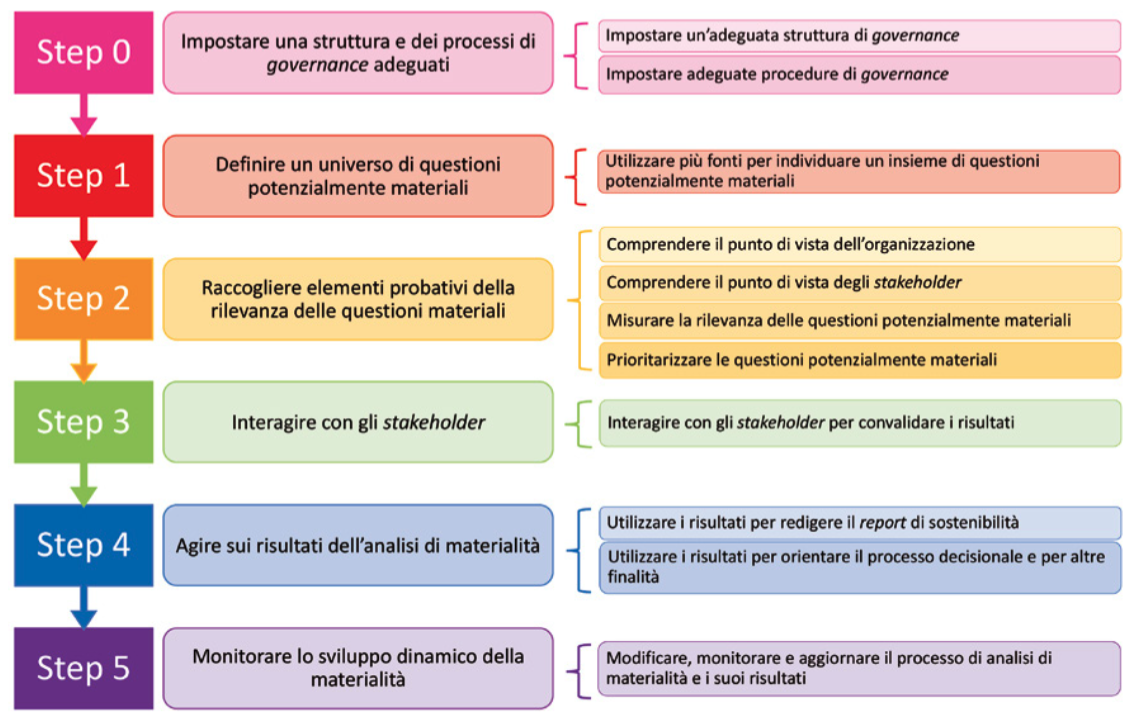 Step 0
Impostare una struttura e dei processi di
governance adeguati
Impostare un'adeguata struttura di governance
Impostare adeguate procedure di governance
Step 1
Definire un universo di questioni
potenzialmente materiali
Utilizzare più fonti per individuare un insieme di questioni
potenzialmente materiali
Step 2
Raccogliere elementi probativi della
rilevanza delle questioni materiali
Comprendere il punto di vista dell'organizzazione
Comprendere il punto di vista degli stakeholder
Misurare la rilevanza delle questioni potenzialmente materiali
Prioritarizzare le questioni potenzialmente materiali
Step 3
Interagire con gli stakeholder
Interagire con gli stakeholder per convalidare i risultati
Step 4
Agire sui risultati dell'analisi di materialità
Utilizzare i risultati per redigere il report di sostenibilità
Utilizzare i risultati per orientare il processo decisionale e per altre
finalità
Step 5
Monitorare lo sviluppo dinamico della
materialità
Modificare, monitorare e aggiornare il processo di analisi di
materialità e i suoi risultati